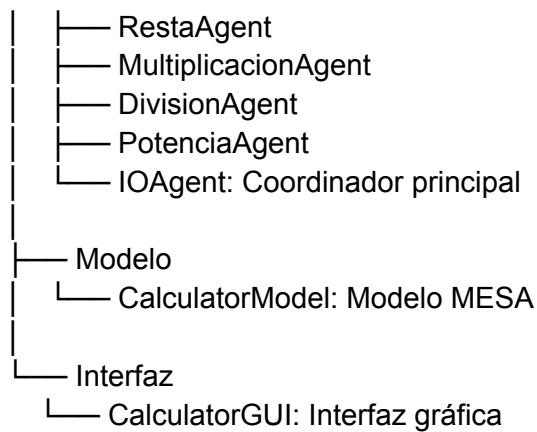 │   ├── RestaAgent
│   ├── MultiplicacionAgent
│   ├── DivisionAgent
│   ├── PotenciaAgent
│   └── IOAgent: Coordinador principal
│
├── Modelo
│   └── CalculatorModel: Modelo MESA
│
└── Interfaz
    └── CalculatorGUI: Interfaz gráfica